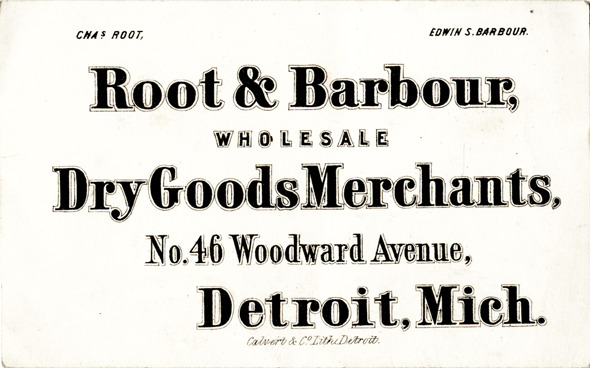 CHAS ROOT,
EDWIN S. BARBOUR.
Root & Barbour,
WHOLESALE
Dry Goods Merchants,
No. 46 Woodward Avenue,
Detroit, Mich.
Calvert & Co Lith. Detroit.